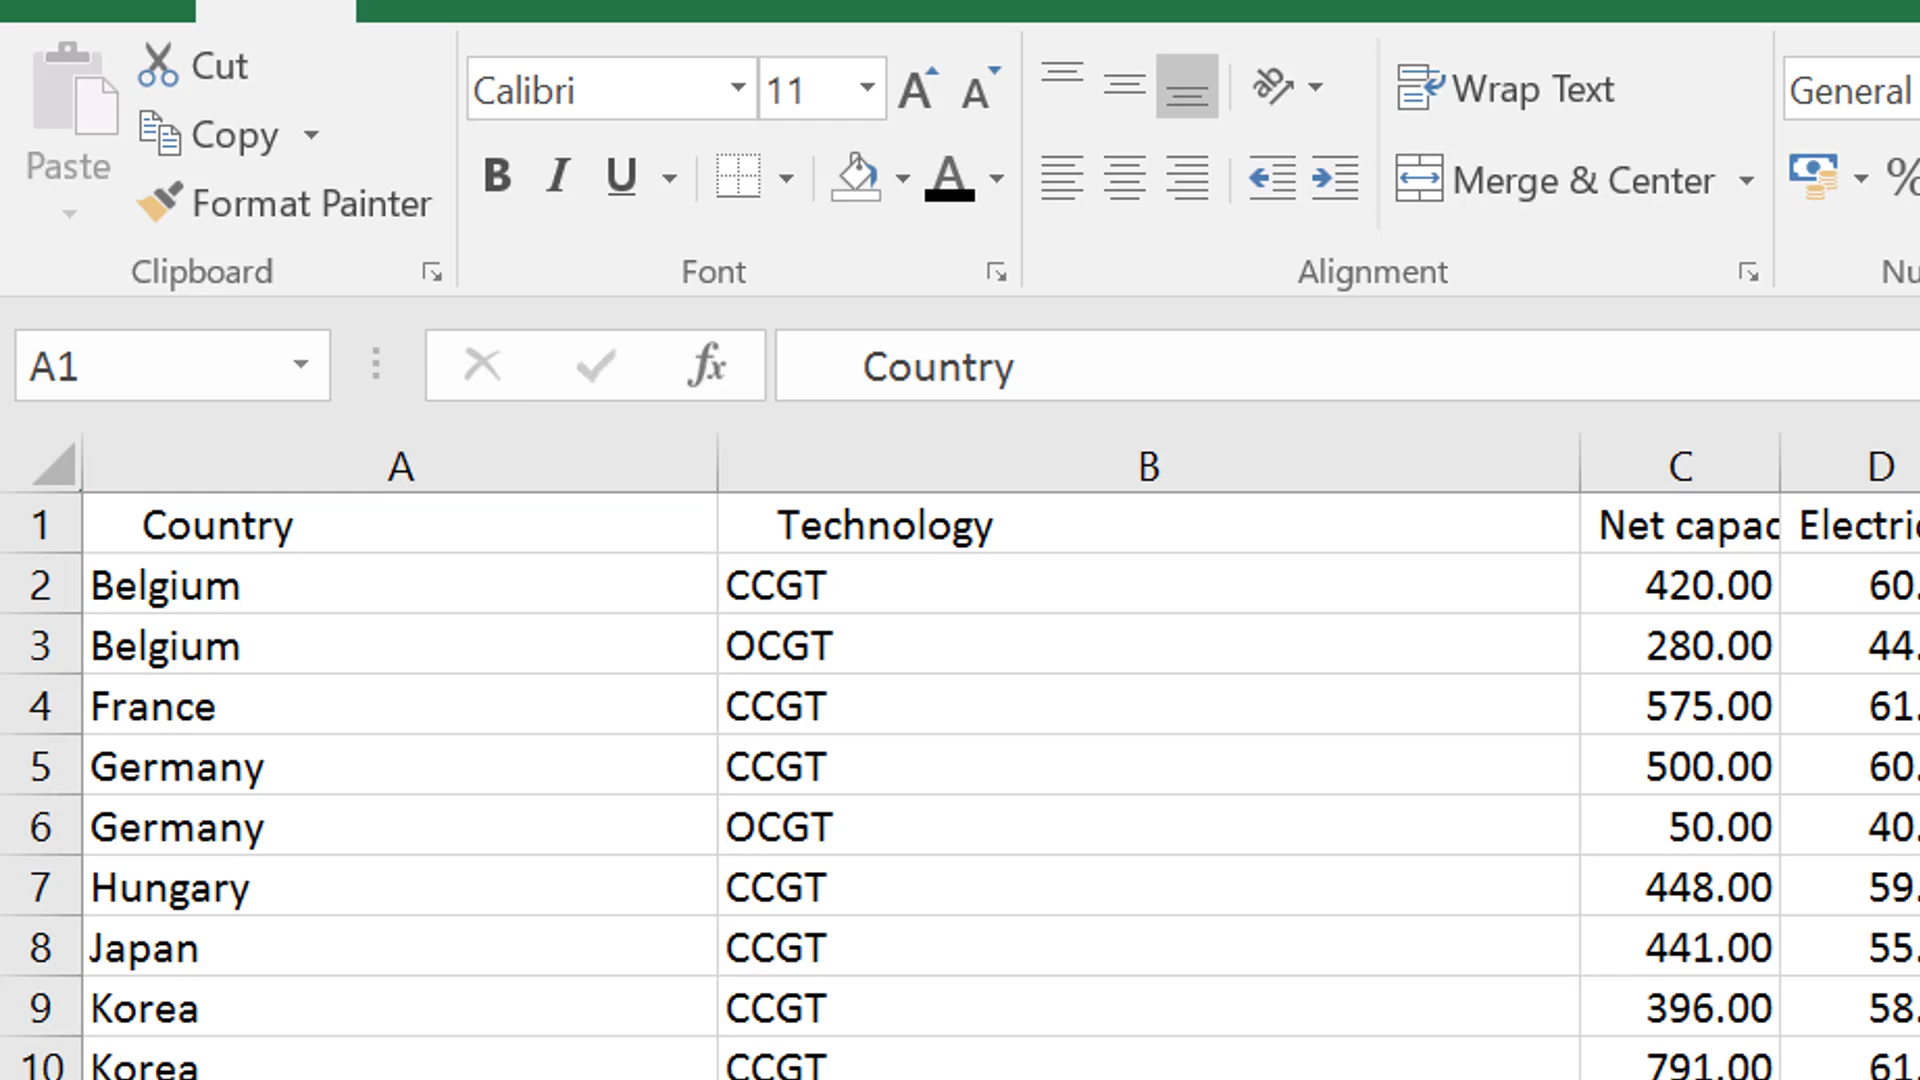 Cut
Copy
Paste
Format Painter
Clipboard
Calibri
11
B I U
Font
Wrap Text
Merge & Center
Alignment
General
%
A1
fx
Country
A B C D
1 Country Technology Net capac Electric
2 Belgium CCGT 420.00 60.
3 Belgium OCGT 280.00 44.
4 France CCGT 575.00 61.
5 Germany CCGT 500.00 60.
6 Germany OCGT 50.00 40.
7 Hungary CCGT 448.00 59.
8 Japan CCGT 441.00 55.
9 Korea CCGT 396.00 58.
10 Korea CCGT 791.00 61.